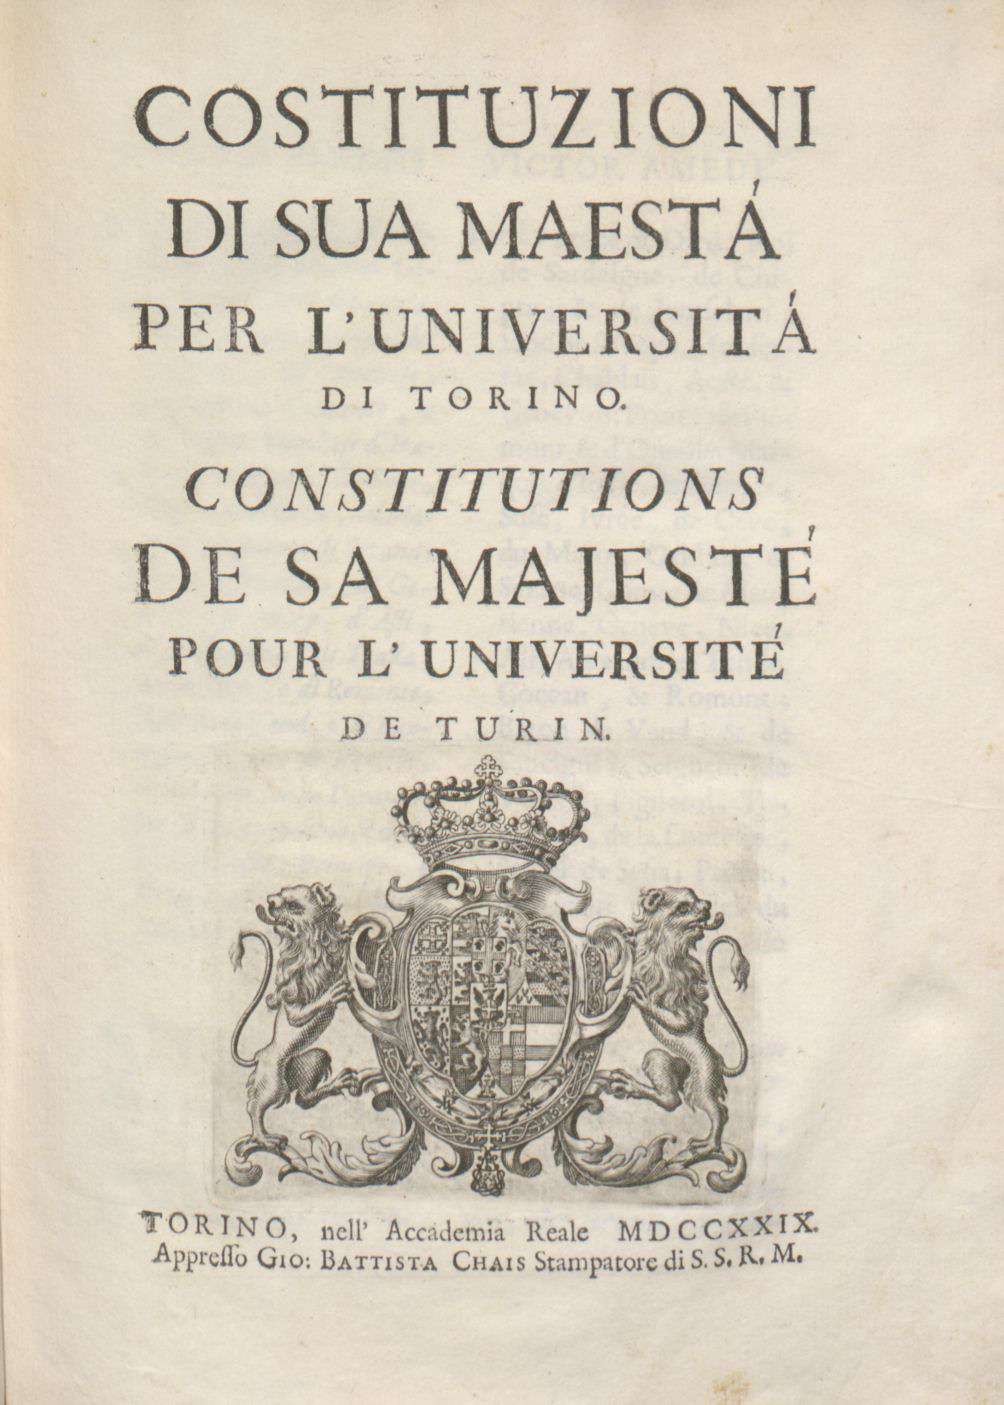 COSTITUZIONI
DI SUA MAESTÁ
PER L'UNIVERSITÁ
DI TORINO.
CONSTITUTIONS
DE SA MAJESTÉ
POUR L' UNIVERSITÉ
DE TURIN.
TORINO, nell' Accademia Reale MDCCXXIX.
Appreſſo GIO: BATTISTA CHAIS Stampatore di S. S. R. M.